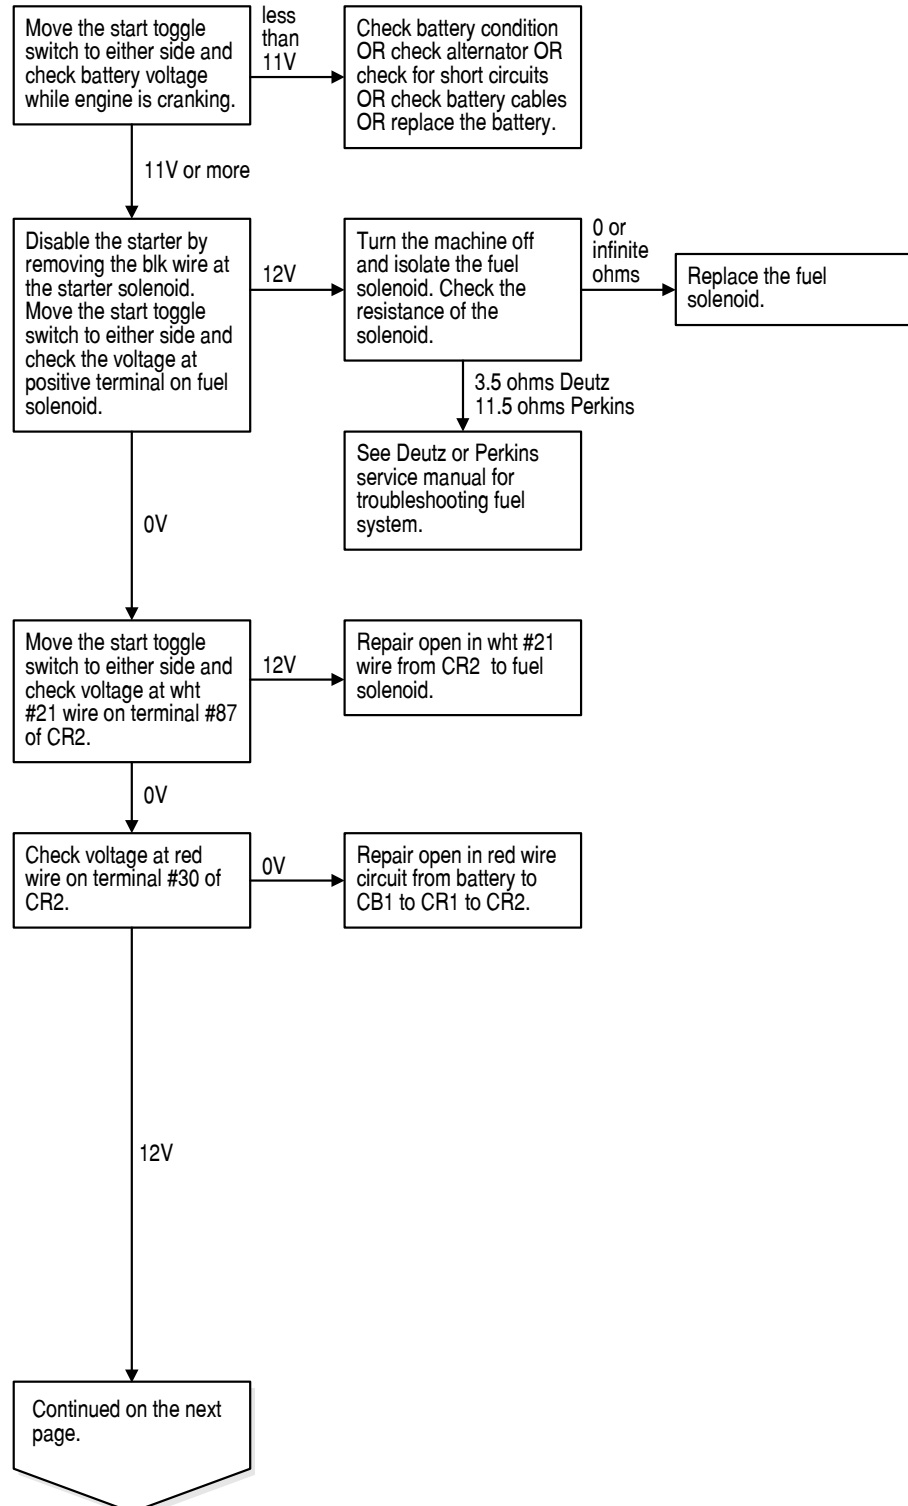 Move the start toggle
switch to either side and
check battery voltage
while engine is cranking.
less
than
11V
Check battery condition
OR check alternator OR
check for short circuits
OR check battery cables
OR replace the battery.
11V or more
Disable the starter by
removing the blk wire at
the starter solenoid.
Move the start toggle
switch to either side and
check the voltage at
positive terminal on fuel
solenoid.
12V
Turn the machine off
and isolate the fuel
solenoid. Check the
resistance of the
solenoid.
0 or
infinite
ohms
Replace the fuel
solenoid.
3.5 ohms Deutz
11.5 ohms Perkins
See Deutz or Perkins
service manual for
troubleshooting fuel
system.
0V
Move the start toggle
switch to either side and
check voltage at wht
#21 wire on terminal #87
of CR2.
12V
Repair open in wht #21
wire from CR2 to fuel
solenoid.
0V
Check voltage at red
wire on terminal #30 of
CR2.
0V
Repair open in red wire
circuit from battery to
CB1 to CR1 to CR2.
12V
Continued on the next
page.